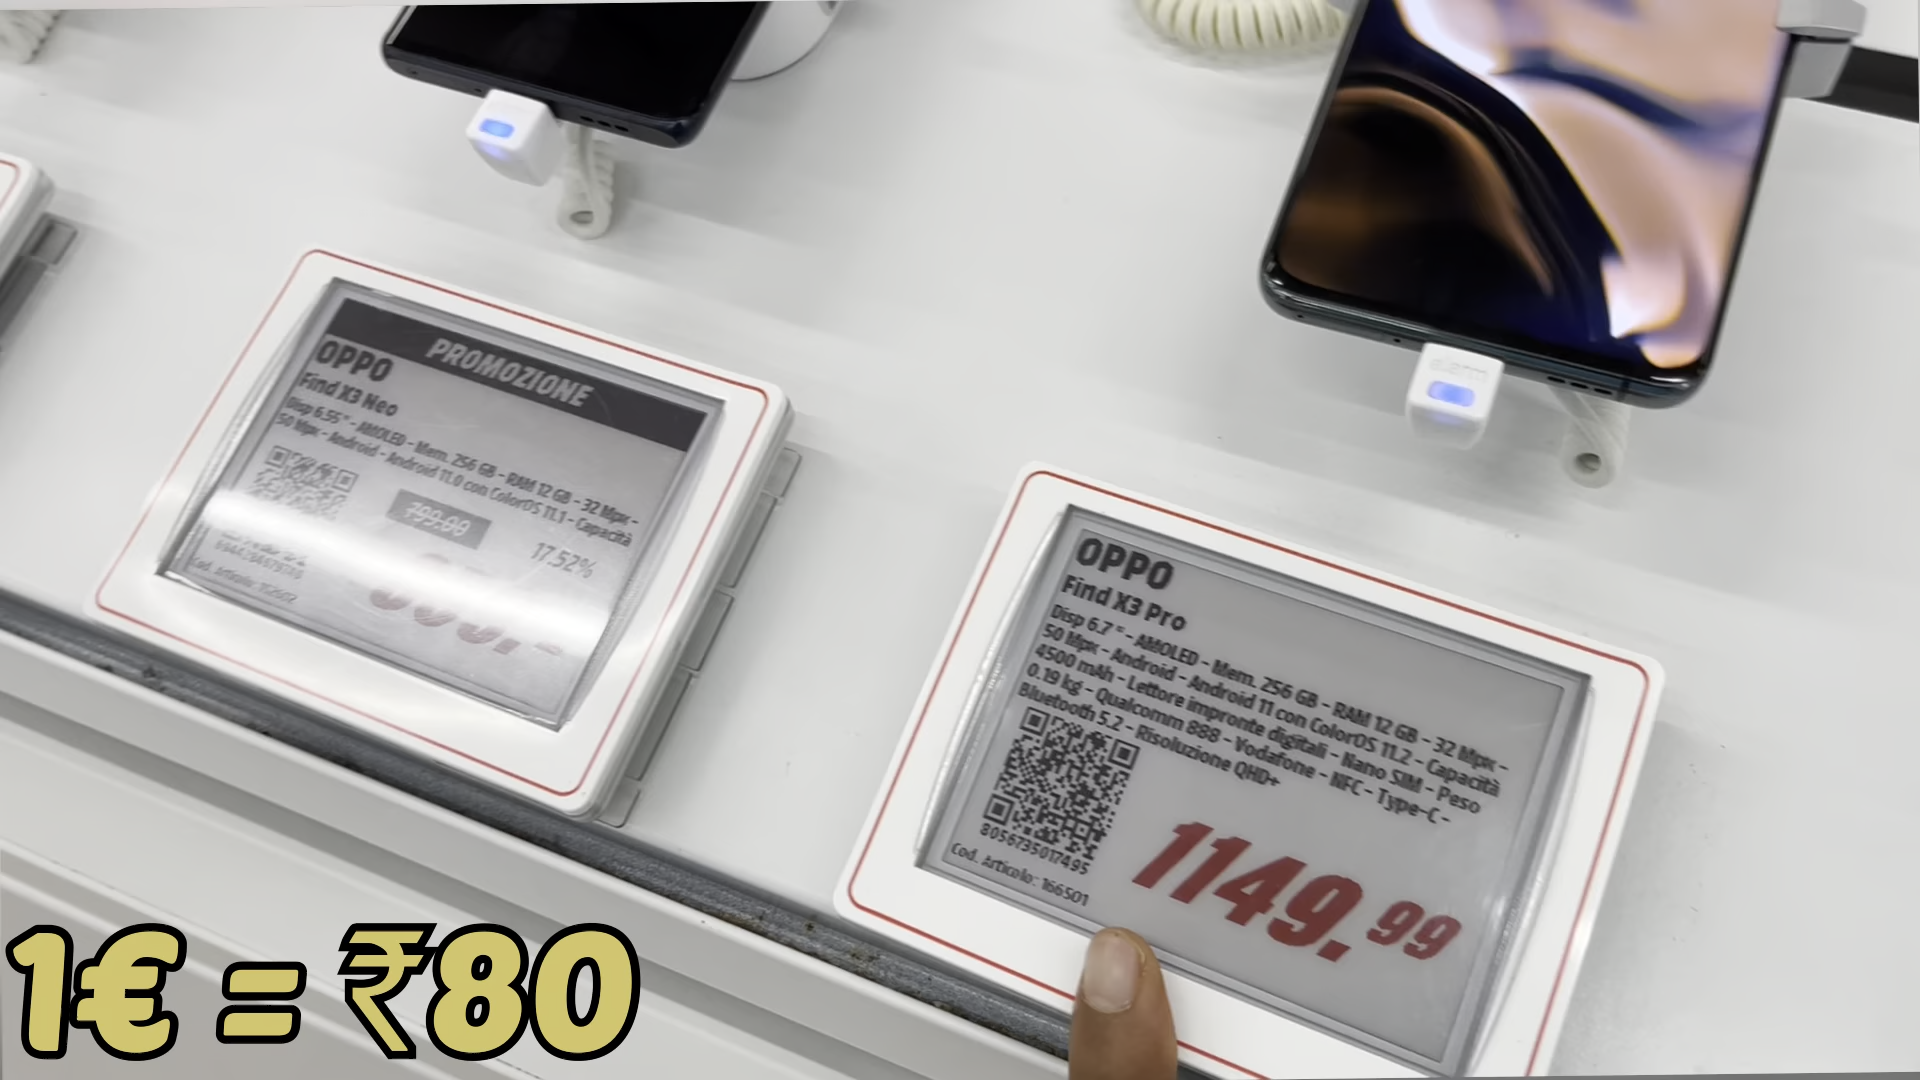 PROMOZIONE
OPPO
Find X3 Neo
Disp 6.55 " - AMOLED - Mem. 256 GB - RAM 12 GB - 32 Mpx -
50 Mpx - Android - Android 11.0 con ColorOS 11.1 - Capacità
799.00
17.52%
Cod. Articolo:
OPPO
Find X3 Pro
Disp 6.7 " - AMOLED - Mem. 256 GB - RAM 12 GB - 32 Mpx -
50 Mpx - Android - Android 11 con ColorOS 11.2 - Capacità
4500 mAh - Lettore impronte digitali - Nano SIM - Peso
0.19 kg - Qualcomm 888 - Vodafone - NFC - Type-C -
Bluetooth 5.2 - Risoluzione QHD+
8056735017495
Cod. Articolo: 166501
1149.99
1€ = ₹80